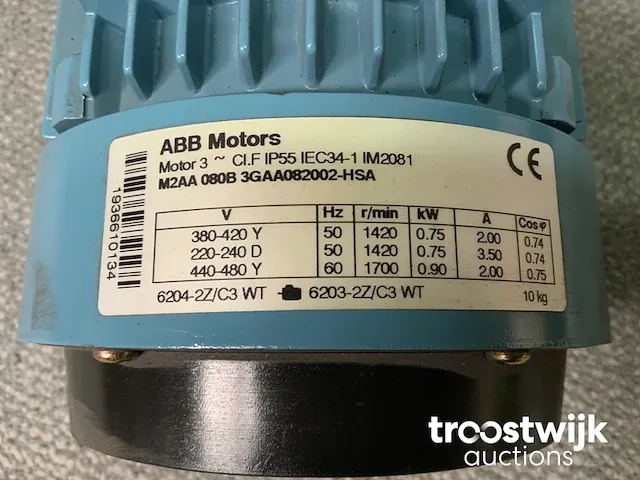 ABB Motors
Motor 3 ~ Cl.F IP55 IEC34-1 IM2081
M2AA 080B 3GAA082002-HSA
CE
1936610134
V Hz r/min kW A Cos φ
380-420 Y 50 1420 0.75 2.00 0.74
220-240 D 50 1420 0.75 3.50 0.74
440-480 Y 60 1700 0.90 2.00 0.75
6204-2Z/C3 WT 6203-2Z/C3 WT 10 kg
troostwijk
auctions